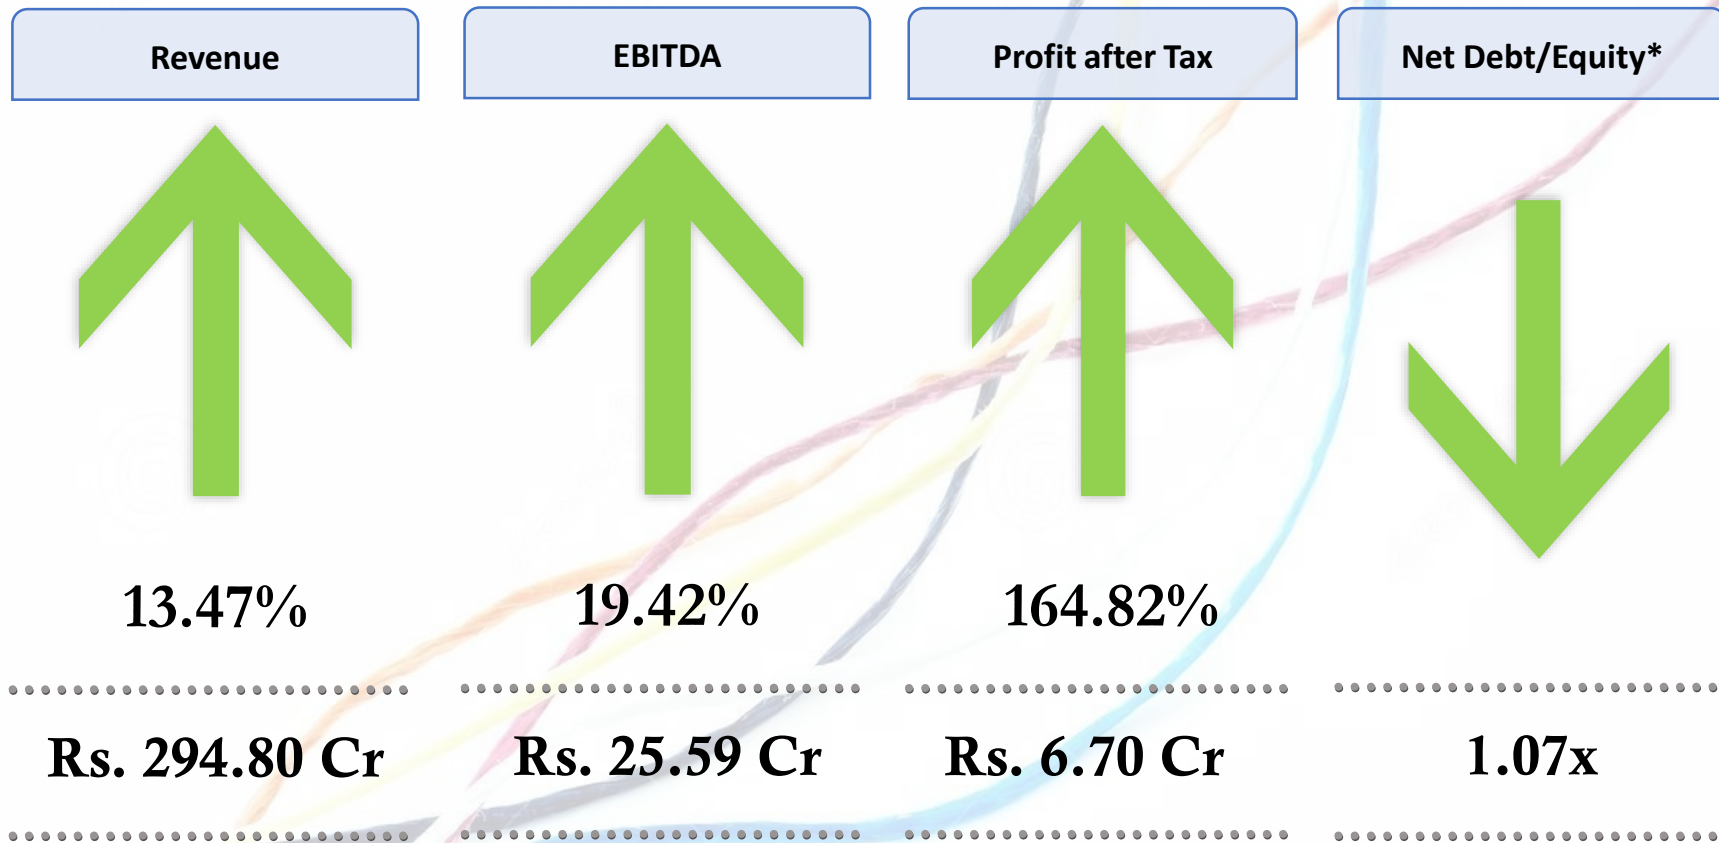 Revenue
EBITDA
Profit after Tax
Net Debt/Equity*
13.47%
19.42%
164.82%
Rs. 294.80 Cr
Rs. 25.59 Cr
Rs. 6.70 Cr
1.07x